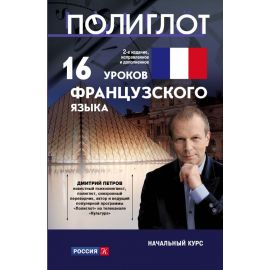 ПОЛИГЛОТ
2-е издание,
исправленное
и дополненное
16 УРОКОВ
ФРАНЦУЗСКОГО
ЯЗЫКА
ДМИТРИЙ ПЕТРОВ
известный психолингвист,
полиглот, синхронный
переводчик, автор и ведущий
популярной программы
«Полиглот» на телеканале
«Культура»
РОССИЯ К
НАЧАЛЬНЫЙ КУРС